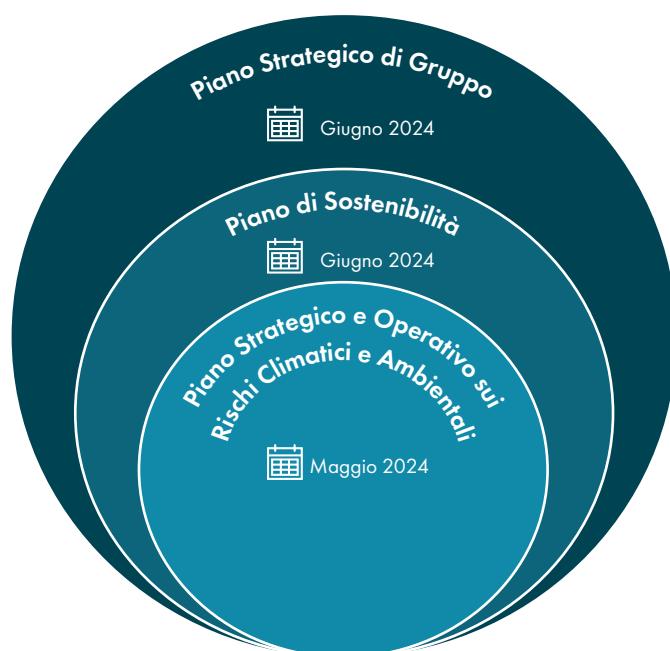 Piano Strategico di Gruppo
Giugno 2024
Piano di Sostenibilità
Giugno 2024
Piano Strategico e Operativo sui
Rischi Climatici e Ambientali
Maggio 2024